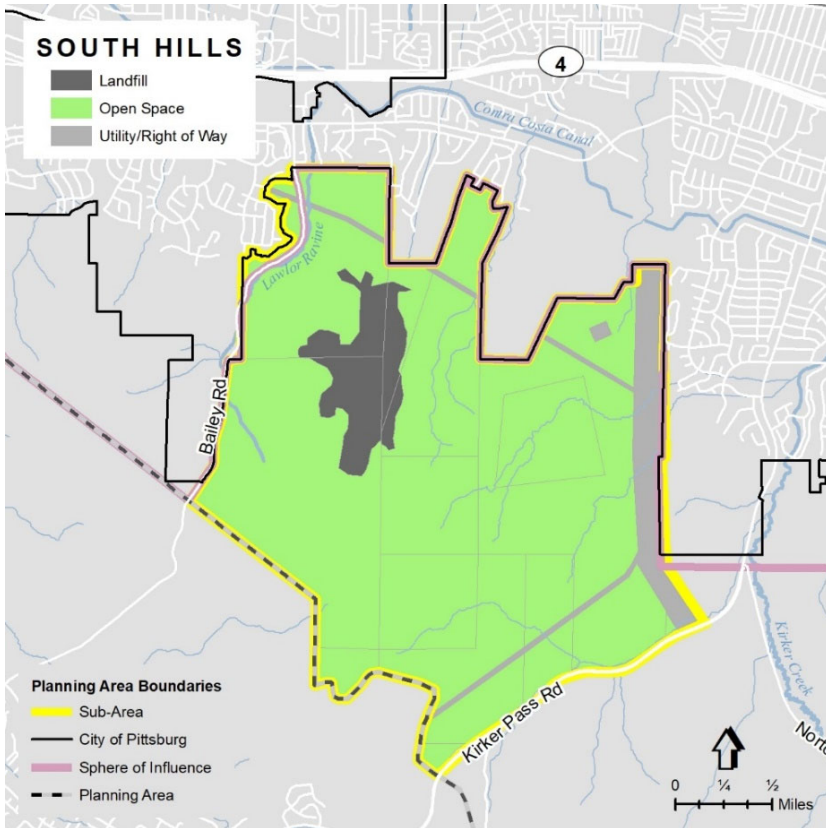 SOUTH HILLS
Landfill
Open Space
Utility/Right of Way
4
Contra Costa Canal
Lawlor Ravine
Bailey Rd
Kirker Pass Rd
Kirker Creek
Norto
Planning Area Boundaries
Sub-Area
City of Pittsburg
Sphere of Influence
Planning Area
0 ¼ ½
Miles